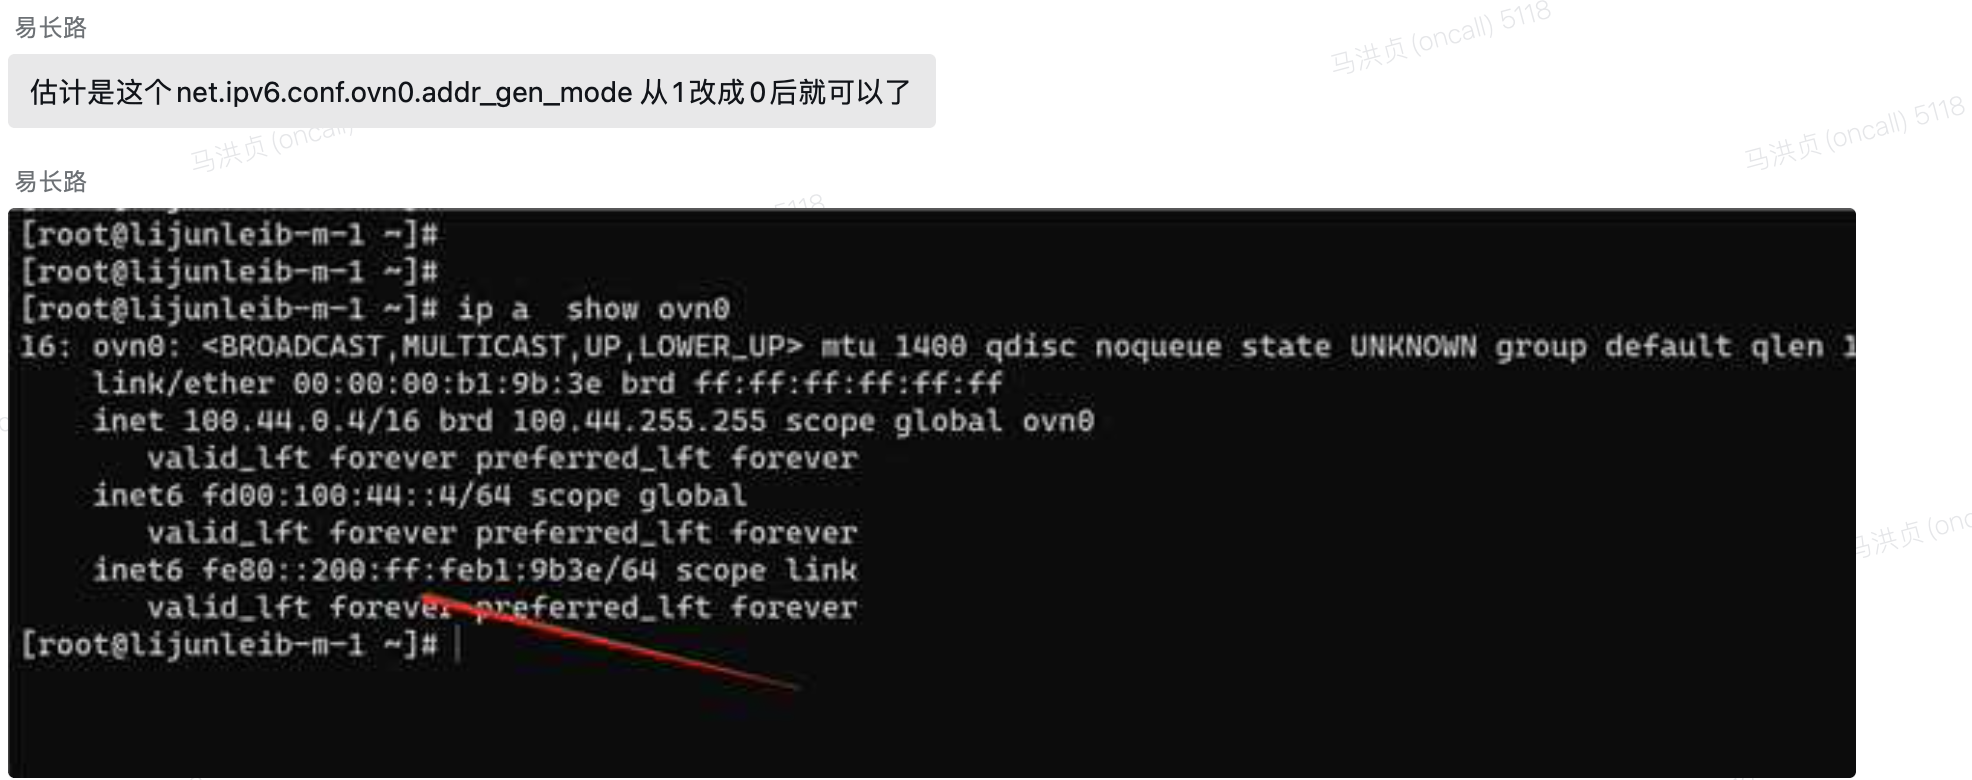 易长路
马洪贞(oncall) 5118
估计是这个net.ipv6.conf.ovn0.addr_gen_mode 从1改成0后就可以了
马洪贞(oncall)
马洪贞(oncall) 5118
易长路
5118
[root@lijunleib-m-1 ~]#
[root@lijunleib-m-1 ~]#
[root@lijunleib-m-1 ~]# ip a  show ovn0
16: ovn0: <BROADCAST,MULTICAST,UP,LOWER_UP> mtu 1400 qdisc noqueue state UNKNOWN group default qlen 1
link/ether 00:00:00:b1:9b:3e brd ff:ff:ff:ff:ff:ff
inet 100.44.0.4/16 brd 100.44.255.255 scope global ovn0
valid_lft forever preferred_lft forever
inet6 fd00:100:44::4/64 scope global
valid_lft forever preferred_lft forever
inet6 fe80::200:ff:feb1:9b3e/64 scope link
valid_lft forever preferred_lft forever
马洪贞(onc
[root@lijunleib-m-1 ~]#